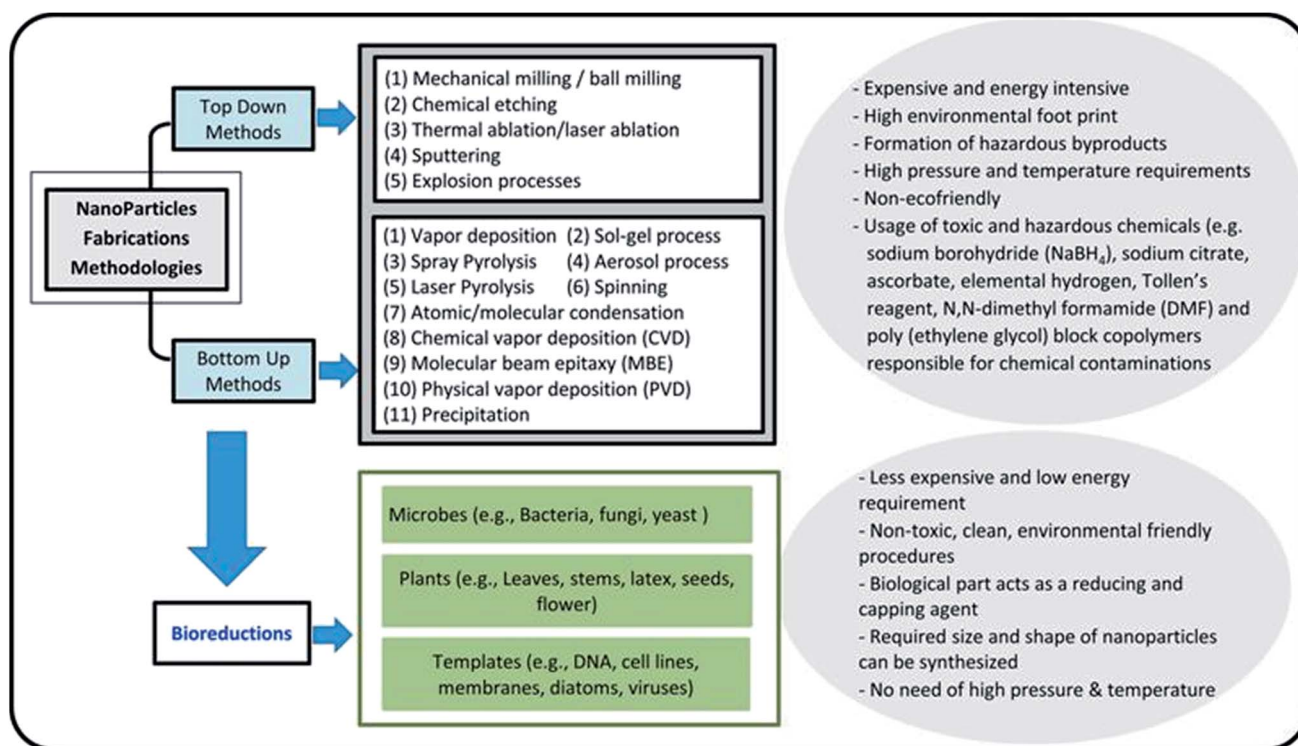 NanoParticles
Fabrications
Methodologies
Top Down
Methods
(1) Mechanical milling / ball milling
(2) Chemical etching
(3) Thermal ablation/laser ablation
(4) Sputtering
(5) Explosion processes
Bottom Up
Methods
(1) Vapor deposition (2) Sol-gel process
(3) Spray Pyrolysis (4) Aerosol process
(5) Laser Pyrolysis (6) Spinning
(7) Atomic/molecular condensation
(8) Chemical vapor deposition (CVD)
(9) Molecular beam epitaxy (MBE)
(10) Physical vapor deposition (PVD)
(11) Precipitation
- Expensive and energy intensive
- High environmental foot print
- Formation of hazardous byproducts
- High pressure and temperature requirements
- Non-ecofriendly
- Usage of toxic and hazardous chemicals (e.g.
sodium borohydride (NaBH₄), sodium citrate,
ascorbate, elemental hydrogen, Tollen's
reagent, N,N-dimethyl formamide (DMF) and
poly (ethylene glycol) block copolymers
responsible for chemical contaminations
Bioreductions
Microbes (e.g., Bacteria, fungi, yeast )
Plants (e.g., Leaves, stems, latex, seeds,
flower)
Templates (e.g., DNA, cell lines,
membranes, diatoms, viruses)
- Less expensive and low energy
requirement
- Non-toxic, clean, environmental friendly
procedures
- Biological part acts as a reducing and
capping agent
- Required size and shape of nanoparticles
can be synthesized
- No need of high pressure & temperature